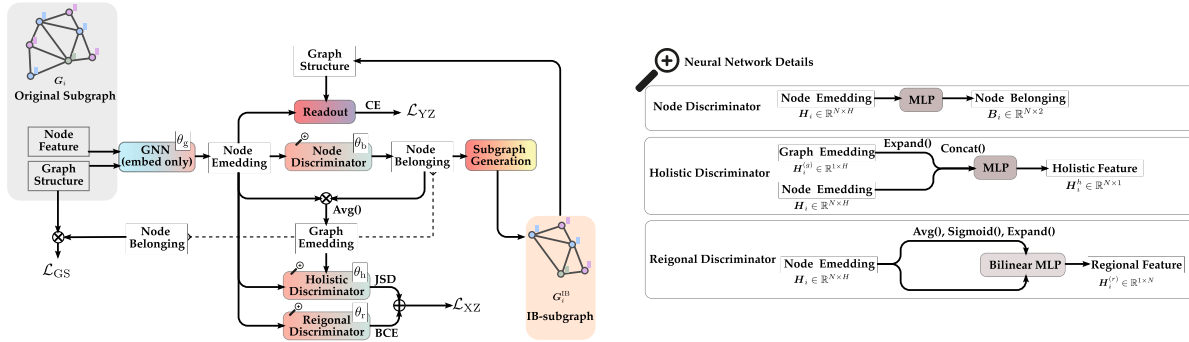 G_i
Original Subgraph
Node
Feature
Graph
Structure
GNN
(embed only)
θ_g
Node
Emedding
Graph
Structure
Readout
CE
ℒ_YZ
Node
Discriminator
θ_b
Node
Belonging
Subgraph
Generation
Avg()
Graph
Emedding
Node
Belonging
ℒ_GS
Holistic
Discriminator
θ_h
JSD
Reigonal
Discriminator
θ_r
BCE
ℒ_XZ
G_i^IB
IB-subgraph
Neural Network Details
Node Discriminator
Node Emedding
H_i ∈ ℝ^{N×H}
MLP
Node Belonging
B_i ∈ ℝ^{N×2}
Holistic Discriminator
Graph Emedding
H_i^{(g)} ∈ ℝ^{1×H}
Expand()
Concat()
Node Emedding
H_i ∈ ℝ^{N×H}
MLP
Holistic Feature
H_i^h ∈ ℝ^{N×1}
Reigonal Discriminator
Avg(), Sigmoid(), Expand()
Node Emedding
H_i ∈ ℝ^{N×H}
Bilinear MLP
Regional Feature
H_i^{(r)} ∈ ℝ^{1×N}